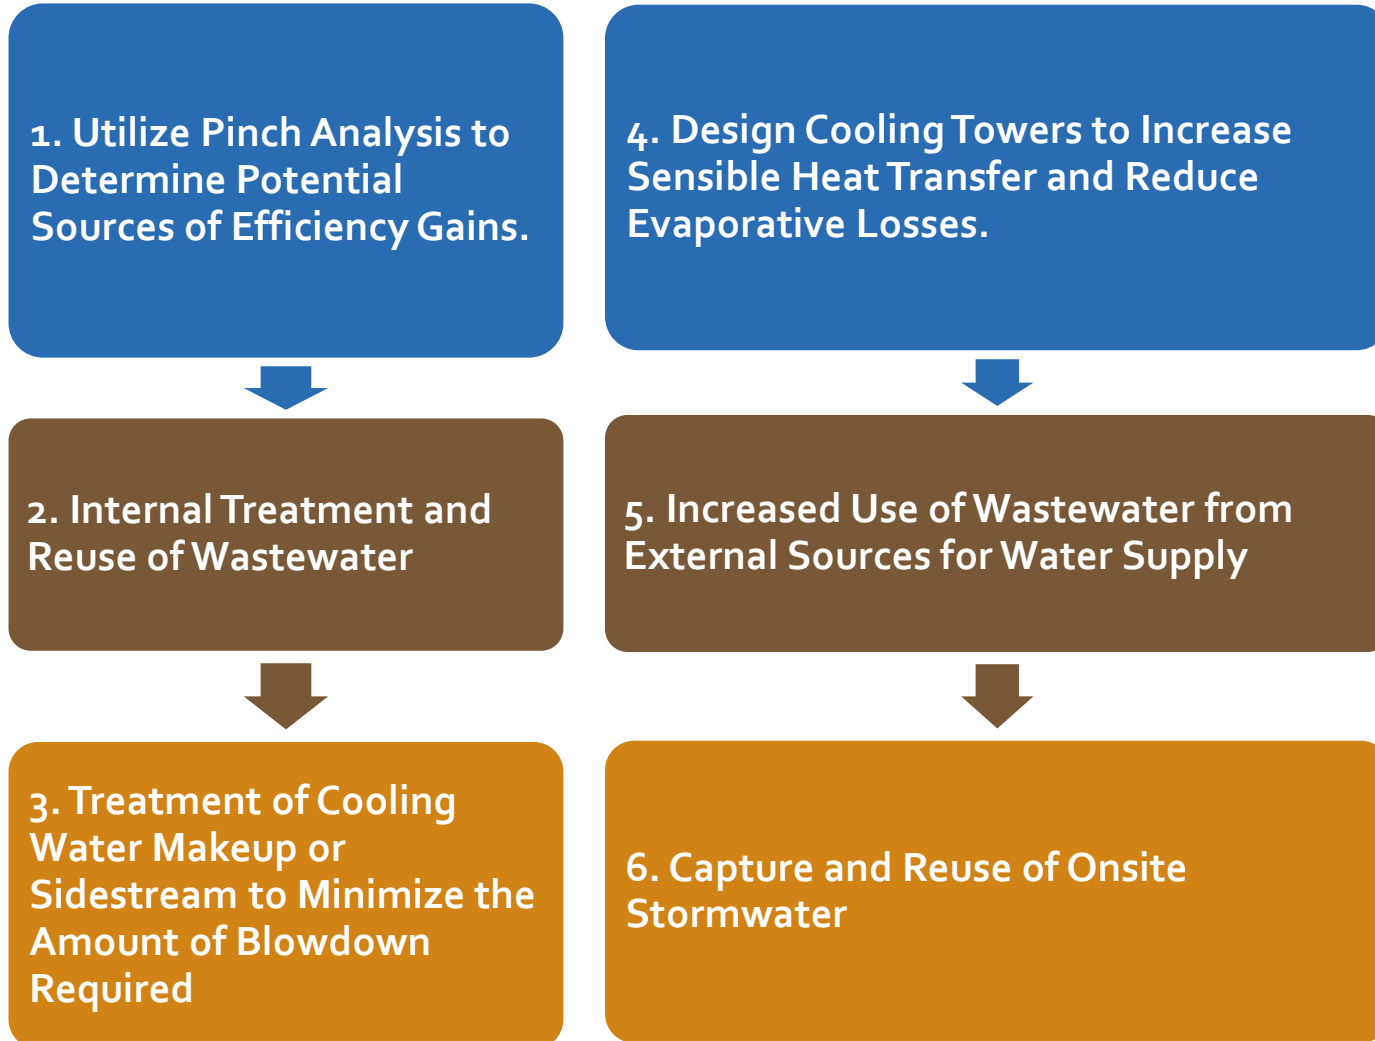 1. Utilize Pinch Analysis to
Determine Potential
Sources of Efficiency Gains.
2. Internal Treatment and
Reuse of Wastewater
3. Treatment of Cooling
Water Makeup or
Sidestream to Minimize the
Amount of Blowdown
Required
4. Design Cooling Towers to Increase
Sensible Heat Transfer and Reduce
Evaporative Losses.
5. Increased Use of Wastewater from
External Sources for Water Supply
6. Capture and Reuse of Onsite
Stormwater